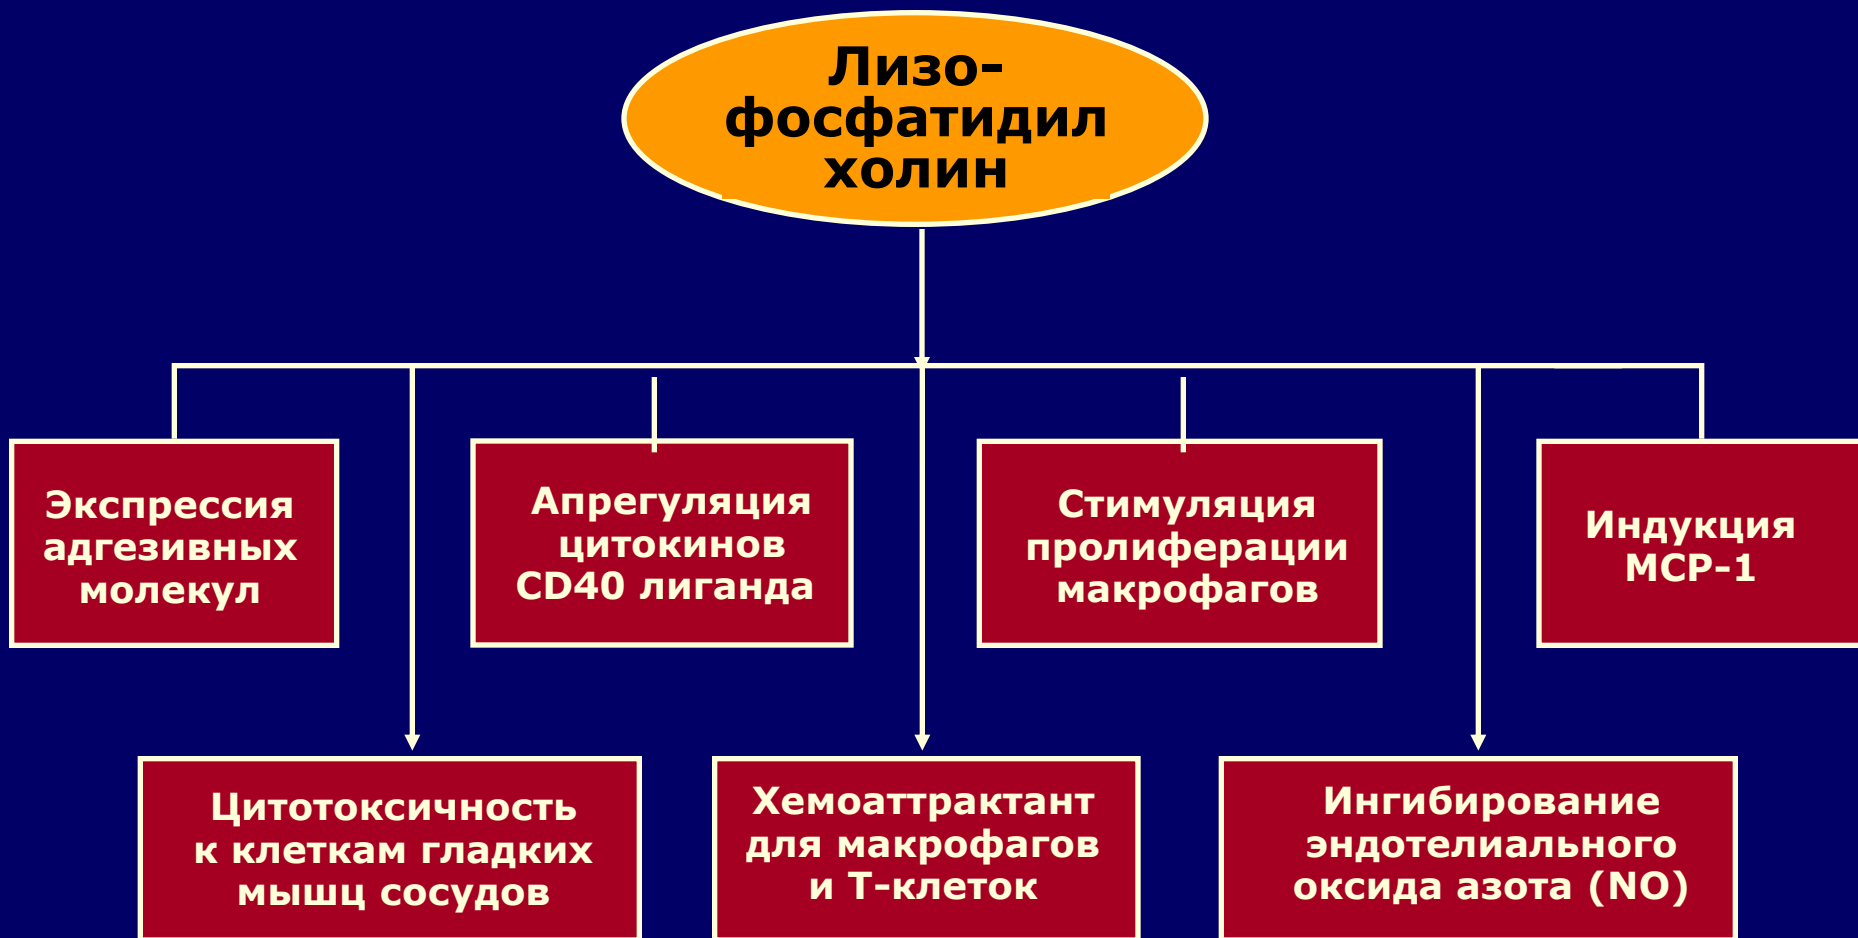 Лизо-
фосфатидил
холин
Экспрессия
адгезивных
молекул
Апрегуляция
цитокинов
CD40 лиганда
Стимуляция
пролиферации
макрофагов
Индукция
МСР-1
Цитотоксичность
к клеткам гладких
мышц сосудов
Хемоаттрактант
для макрофагов
и Т-клеток
Ингибирование
эндотелиального
оксида азота (NO)